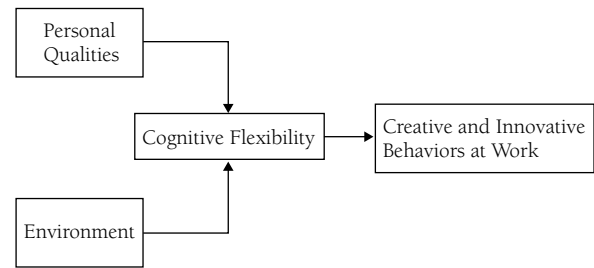 Personal
Qualities
Cognitive Flexibility
Creative and Innovative
Behaviors at Work
Environment